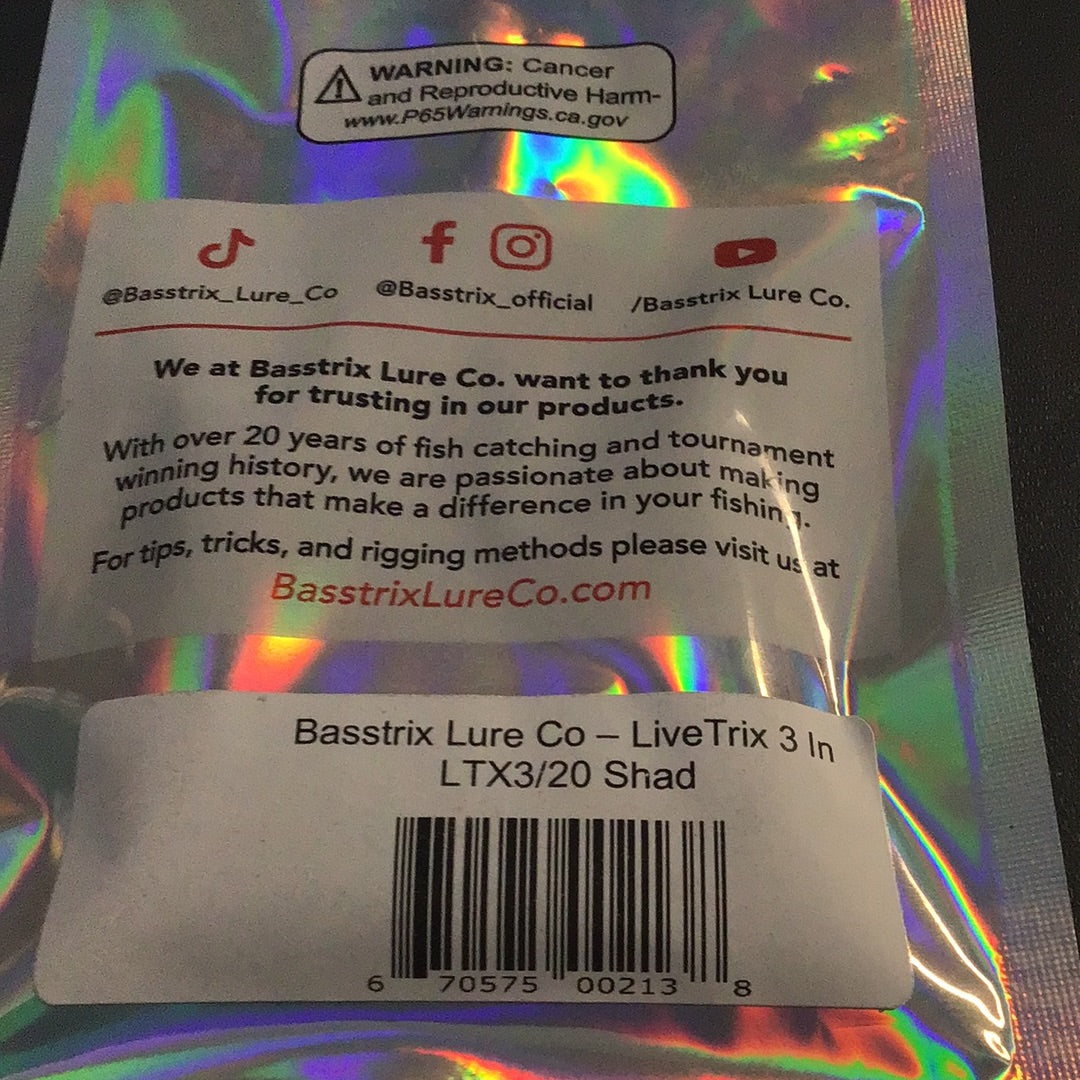 WARNING: Cancer
and Reproductive Harm-
www.P65Warnings.ca.gov
@Basstrix_Lure_Co @Basstrix_official /Basstrix Lure Co.
We at Basstrix Lure Co. want to thank you
for trusting in our products.
With over 20 years of fish catching and tournament
winning history, we are passionate about making
products that make a difference in your fishing.
For tips, tricks, and rigging methods please visit us at
BasstrixLureCo.com
Basstrix Lure Co – LiveTrix 3 In
LTX3/20 Shad
6 70575 00213 8